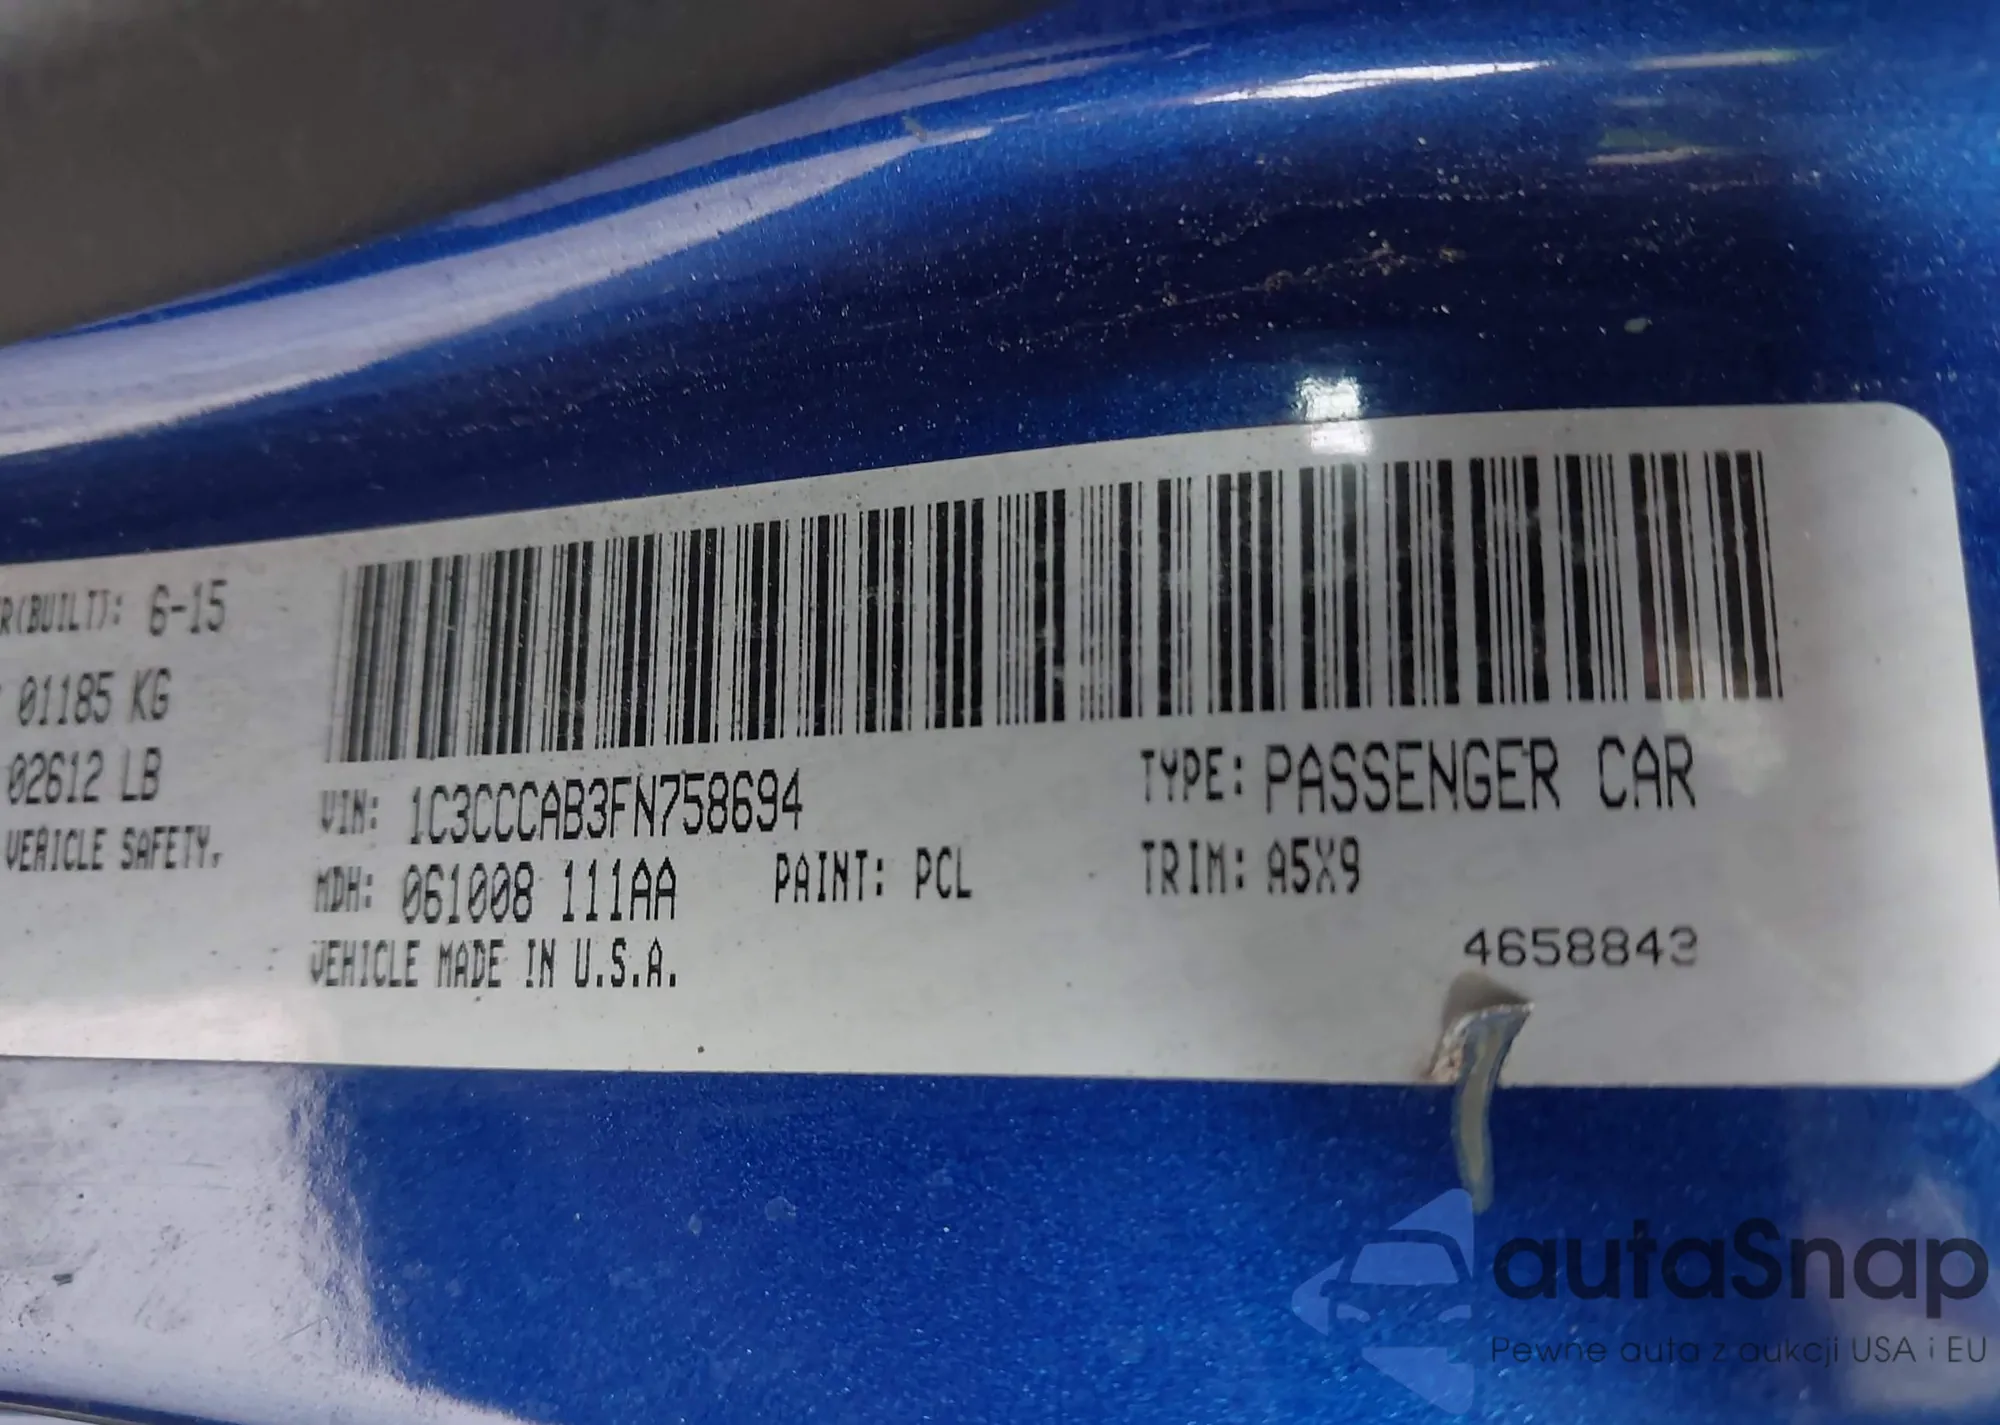 R(BUILT): 6-15
01185 KG
02612 LB
VEHICLE SAFETY,
VIN: 1C3CCCAB3FN758694
MDH: 061008 111AA
PAINT: PCL
VEHICLE MADE IN U.S.A.
TYPE: PASSENGER CAR
TRIM: A5X9
4658843
autaSnap
Pewne auta z aukcji USA i EU